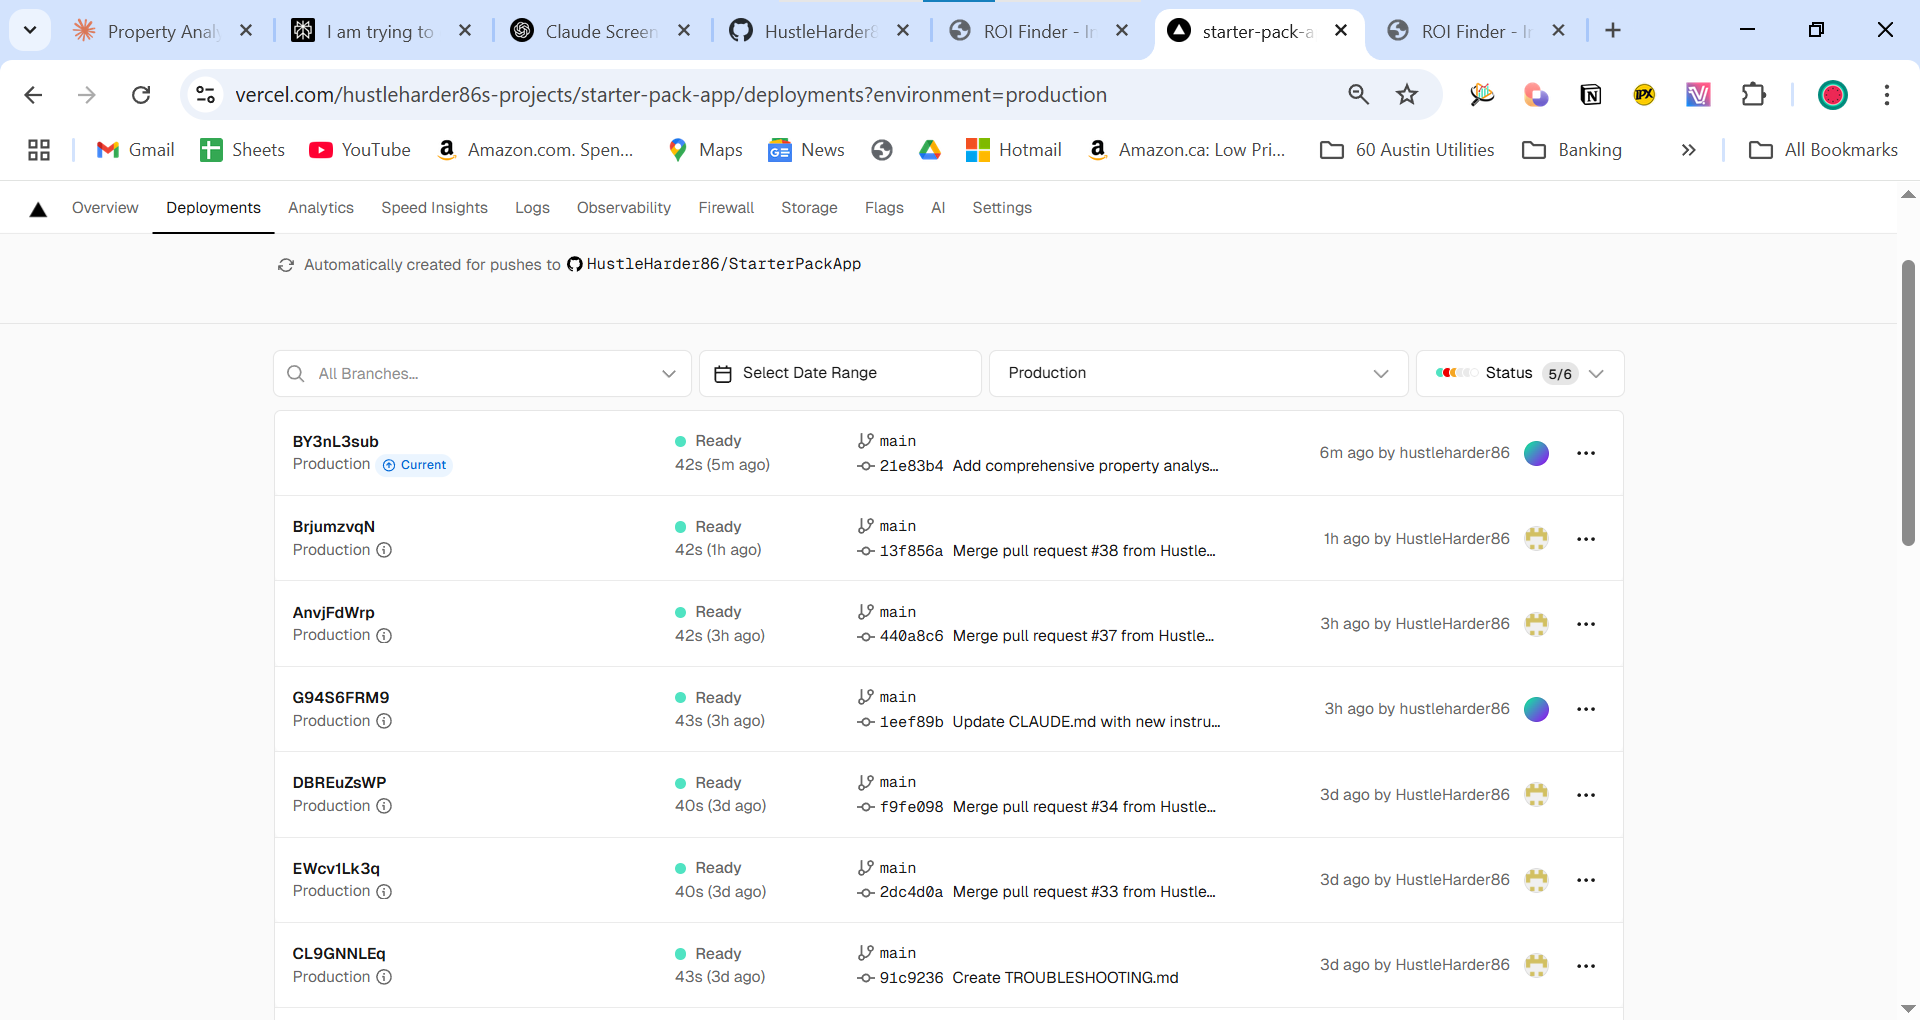 Property Analy
I am trying to
Claude Screen
HustleHarder8
ROI Finder - In
starter-pack-a
ROI Finder - In
vercel.com/hustleharder86s-projects/starter-pack-app/deployments?environment=production
Gmail
Sheets
YouTube
Amazon.com. Spen...
Maps
News
Hotmail
Amazon.ca: Low Pri...
60 Austin Utilities
Banking
All Bookmarks
Overview
Deployments
Analytics
Speed Insights
Logs
Observability
Firewall
Storage
Flags
AI
Settings
Automatically created for pushes to HustleHarder86/StarterPackApp
All Branches...
Select Date Range
Production
Status 5/6
BY3nL3sub
Production Current
Ready
42s (5m ago)
main
21e83b4 Add comprehensive property analys...
6m ago by hustleharder86
BrjumzvqN
Production
Ready
42s (1h ago)
main
13f856a Merge pull request #38 from Hustle...
1h ago by HustleHarder86
AnvjFdWrp
Production
Ready
42s (3h ago)
main
440a8c6 Merge pull request #37 from Hustle...
3h ago by HustleHarder86
G94S6FRM9
Production
Ready
43s (3h ago)
main
1eef89b Update CLAUDE.md with new instru...
3h ago by hustleharder86
DBREuZsWP
Production
Ready
40s (3d ago)
main
f9fe098 Merge pull request #34 from Hustle...
3d ago by HustleHarder86
EWcv1Lk3q
Production
Ready
40s (3d ago)
main
2dc4d0a Merge pull request #33 from Hustle...
3d ago by HustleHarder86
CL9GNNLEq
Production
Ready
43s (3d ago)
main
91c9236 Create TROUBLESHOOTING.md
3d ago by HustleHarder86